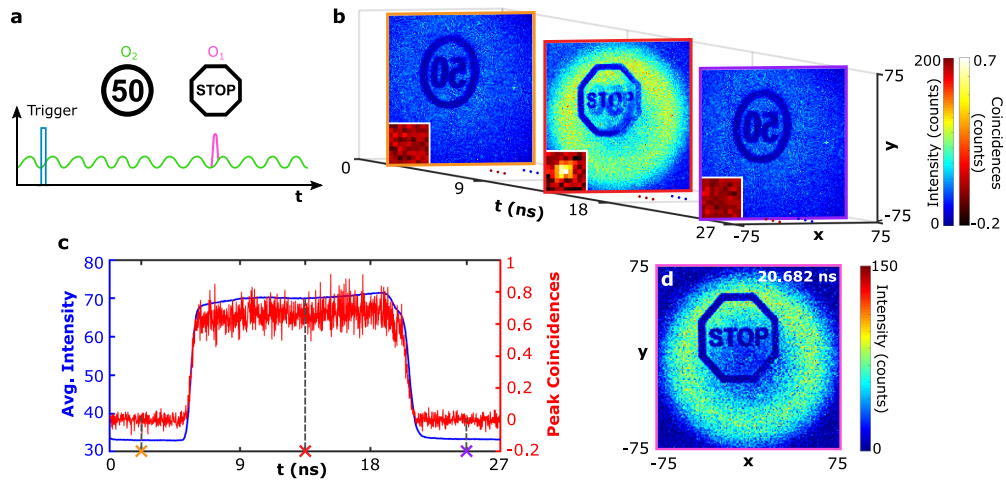 a
O₂
O₁
50
STOP
Trigger
t
b
50
STOP
50
50
0
9
18
27
t (ns)
-75
75
x
75
-75
y
200
0
Intensity (counts)
0.7
-0.2
Coincidences
(counts)
c
80
70
60
50
40
30
Avg. Intensity
1
0.8
0.6
0.4
0.2
0
-0.2
Peak Coincidences
0
9
18
27
t (ns)
d
20.682 ns
STOP
75
-75
y
-75
75
x
150
0
Intensity (counts)